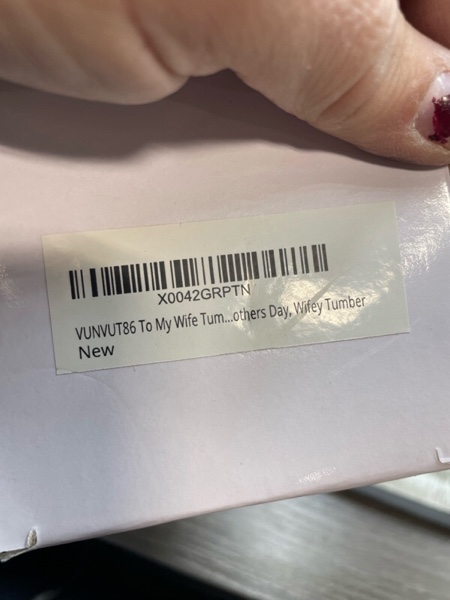 X0042GRPTN
VUNVUT86 To My Wife Tum...others Day, Wifey Tumber
New